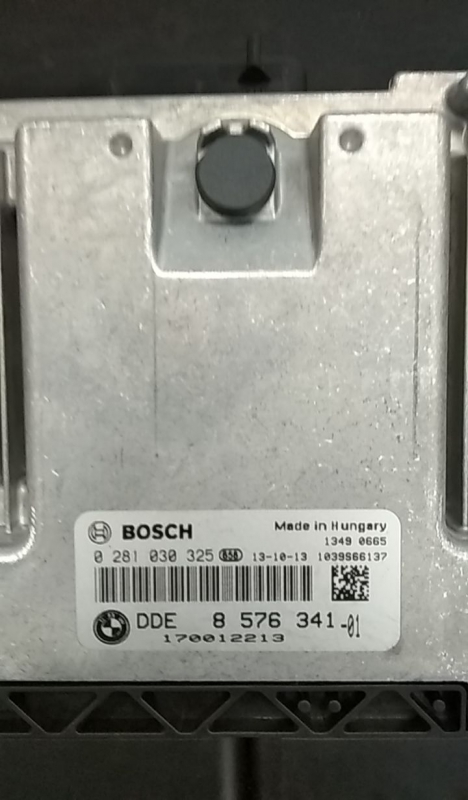 BOSCH
Made in Hungary
1349 0665
0 281 030 325 658 13-10-13 1039S66137
DDE 8 576 341-01
170012213